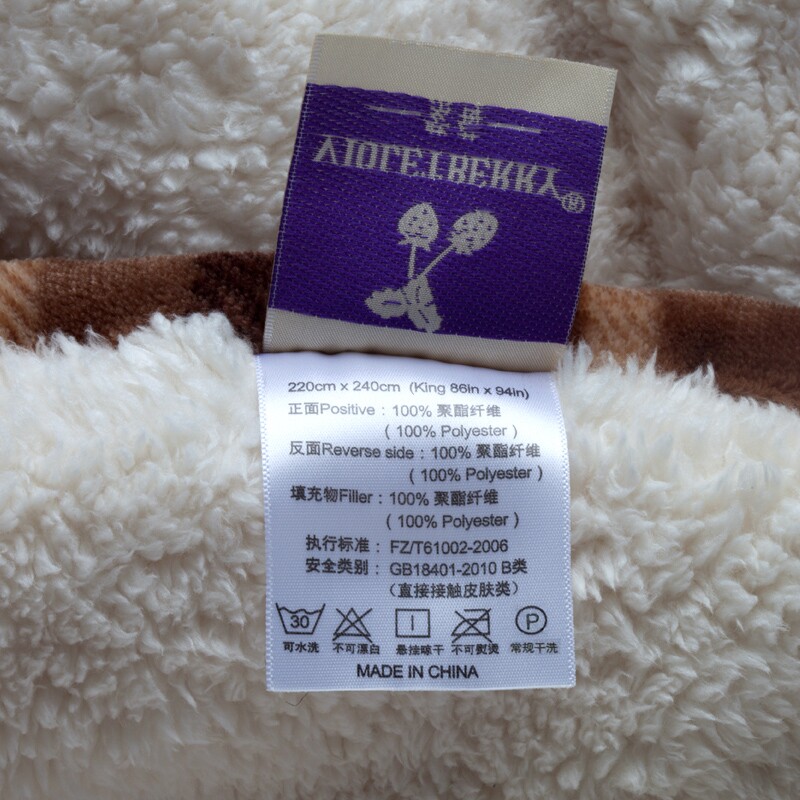 VIOLETBERRY®
220cm x 240cm (King 86in x 94in)
正面Positive：100% 聚酯纤维
( 100% Polyester )
反面Reverse side：100% 聚酯纤维
( 100% Polyester )
填充物Filler：100% 聚酯纤维
( 100% Polyester )
执行标准：FZ/T61002-2006
安全类别：GB18401-2010 B类
（直接接触皮肤类）
30 P
可水洗 不可漂白 悬挂晾干 不可熨烫 常规干洗
MADE IN CHINA